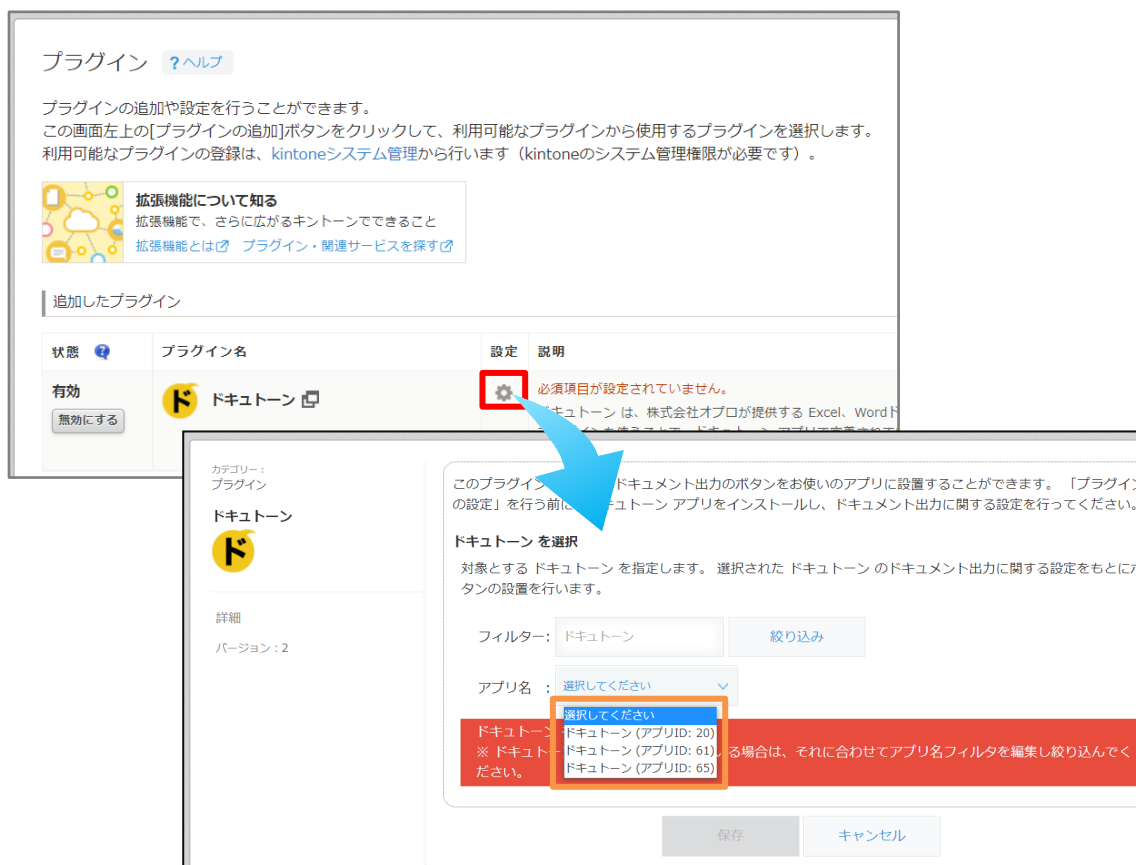 プラグイン ?ヘルプ
プラグインの追加や設定を行うことができます。
この画面左上の[プラグインの追加]ボタンをクリックして、利用可能なプラグインから使用するプラグインを選択します。
利用可能なプラグインの登録は、kintoneシステム管理から行います（kintoneのシステム管理権限が必要です）。
拡張機能について知る
拡張機能で、さらに広がるキントーンでできること
拡張機能とは プラグイン・関連サービスを探す
追加したプラグイン
状態 ? プラグイン名 設定 説明
有効
無効にする
ド ドキュトーン
必須項目が設定されていません。
キュトーン は、株式会社オプロが提供する Excel、Word
カテゴリー：
プラグイン
ドキュトーン
ド
詳細
バージョン：2
このプラグイン ドキュメント出力のボタンをお使いのアプリに設置することができます。 「プラグイン
の設定」を行う前に キュトーン アプリをインストールし、ドキュメント出力に関する設定を行ってください。
ドキュトーン を選択
対象とする ドキュトーン を指定します。 選択された ドキュトーン のドキュメント出力に関する設定をもとにボ
タンの設置を行います。
フィルター: ドキュトーン 絞り込み
アプリ名 : 選択してください
選択してください
ドキュトーン (アプリID: 20)
ドキュトーン (アプリID: 61)
ドキュトーン (アプリID: 65)
ドキュトーン
※ ドキュト いる場合は、それに合わせてアプリ名フィルタを編集し絞り込んでく
ださい。
保存 キャンセル